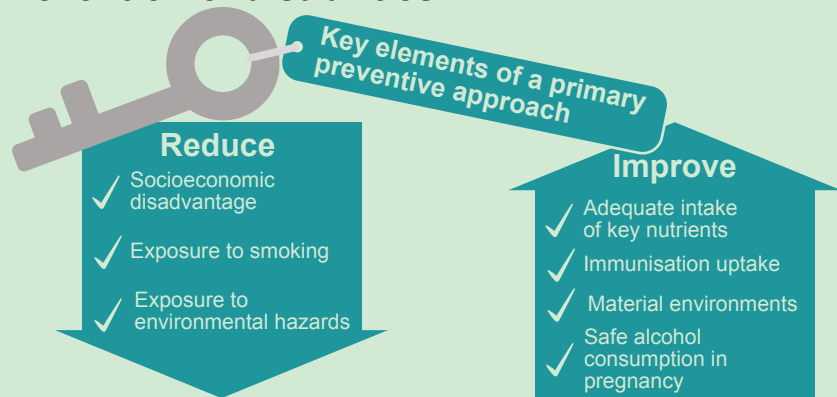 Key elements of a primary
preventive approach
Reduce
Socioeconomic
disadvantage
Exposure to smoking
Exposure to
environmental hazards
Improve
Adequate intake
of key nutrients
Immunisation uptake
Material environments
Safe alcohol
consumption in
pregnancy